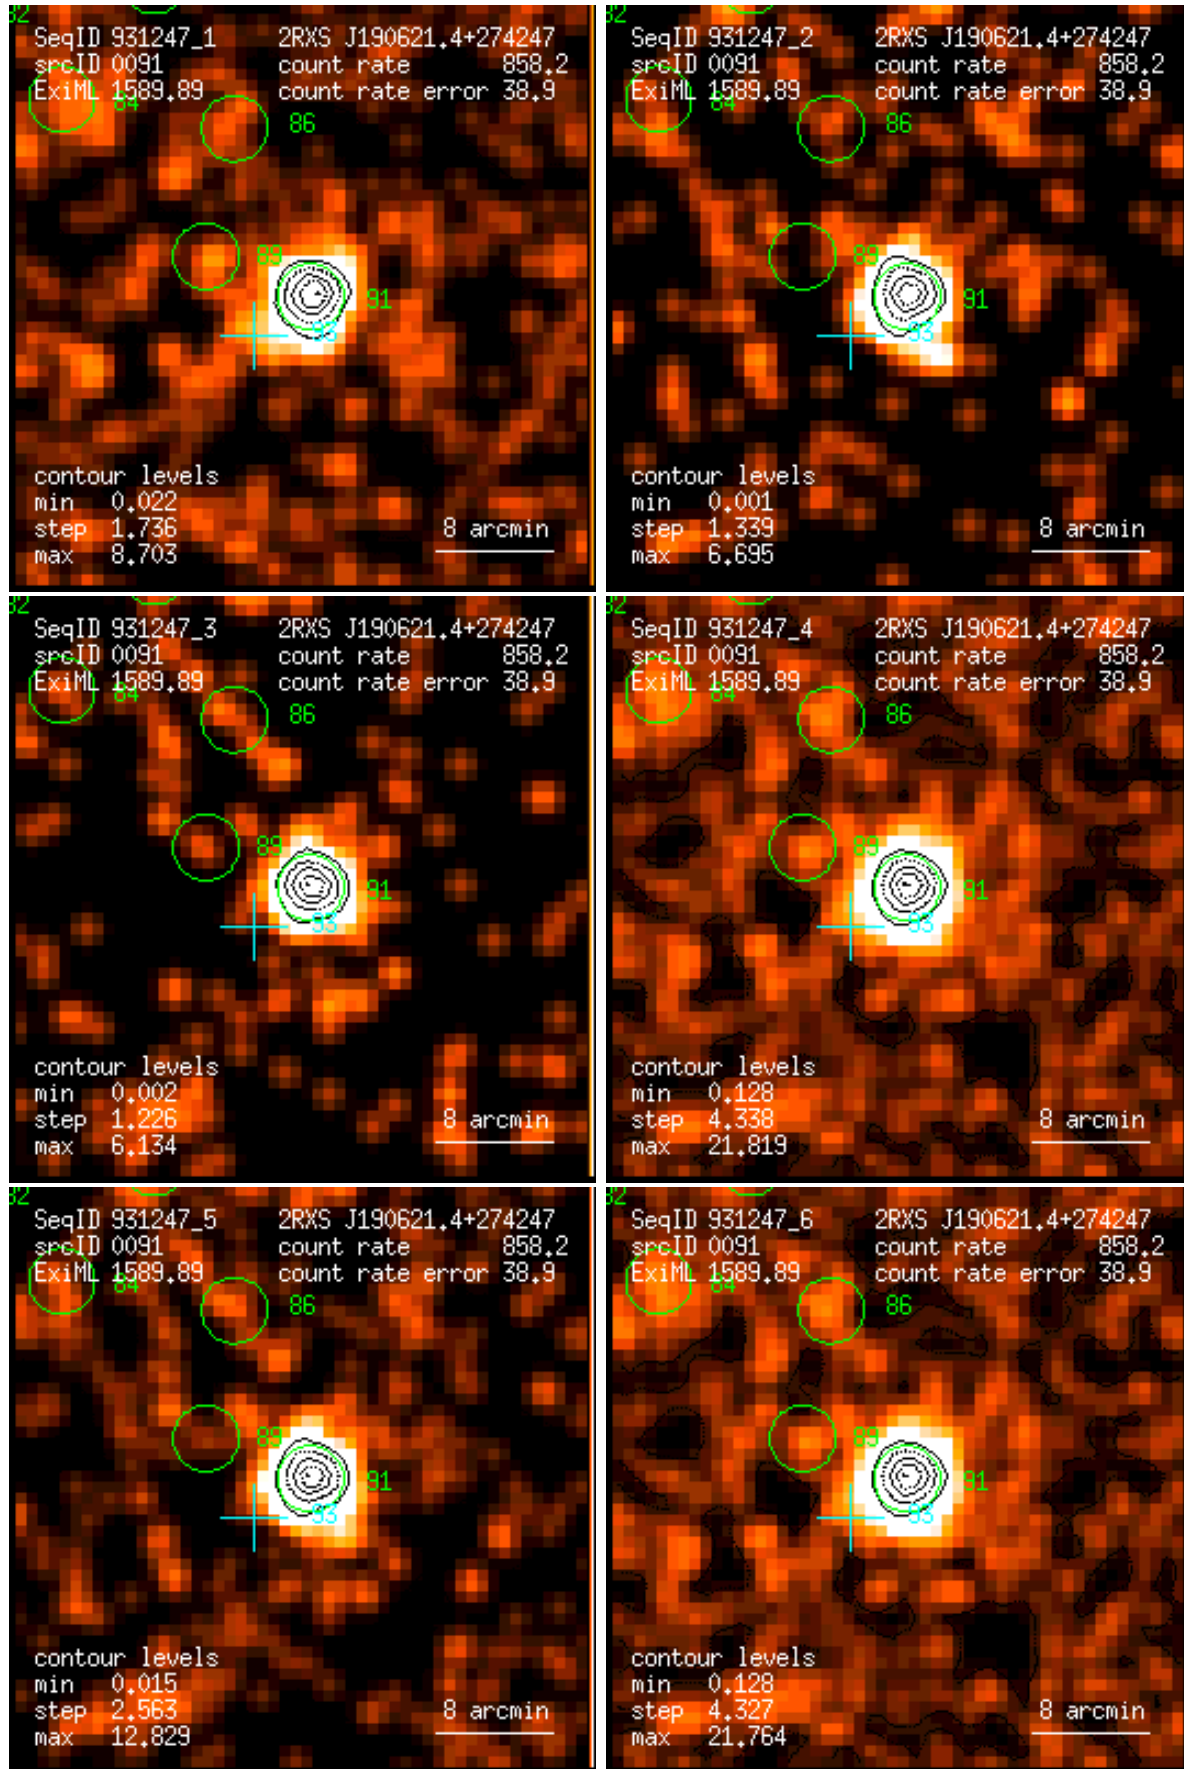 82
SeqID 931247_1 2RXS J190621.4+274247
srcID 0091 count rate 858.2
ExiML 1589.89 count rate error 38.9
84
86
89
91
93
contour levels
min 0.022
step 1.736
max 8.703
8 arcmin
82
SeqID 931247_2 2RXS J190621.4+274247
srcID 0091 count rate 858.2
ExiML 1589.89 count rate error 38.9
84
86
89
91
93
contour levels
min 0.001
step 1.339
max 6.695
8 arcmin
82
SeqID 931247_3 2RXS J190621.4+274247
srcID 0091 count rate 858.2
ExiML 1589.89 count rate error 38.9
84
86
89
91
93
contour levels
min 0.002
step 1.226
max 6.134
8 arcmin
82
SeqID 931247_4 2RXS J190621.4+274247
srcID 0091 count rate 858.2
ExiML 1589.89 count rate error 38.9
84
86
89
91
93
contour levels
min 0.128
step 4.338
max 21.819
8 arcmin
82
SeqID 931247_5 2RXS J190621.4+274247
srcID 0091 count rate 858.2
ExiML 1589.89 count rate error 38.9
84
86
89
91
93
contour levels
min 0.015
step 2.563
max 12.829
8 arcmin
82
SeqID 931247_6 2RXS J190621.4+274247
srcID 0091 count rate 858.2
ExiML 1589.89 count rate error 38.9
84
86
89
91
93
contour levels
min 0.128
step 4.327
max 21.764
8 arcmin